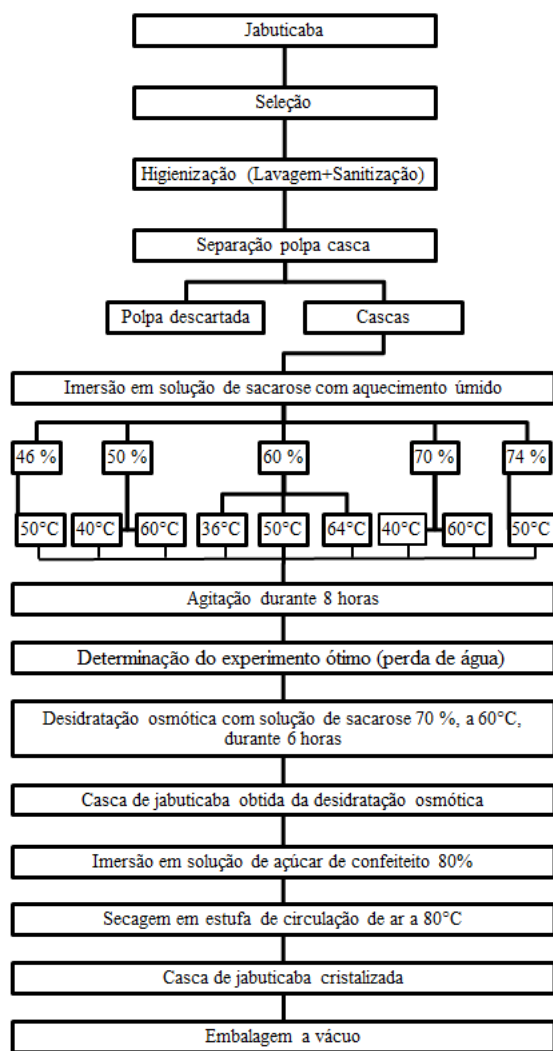 Jabuticaba
Seleção
Higienização (Lavagem+Sanitização)
Separação polpa casca
Polpa descartada
Cascas
Imersão em solução de sacarose com aquecimento úmido
46 %
50 %
60 %
70 %
74 %
50°C
40°C
60°C
36°C
50°C
64°C
40°C
60°C
50°C
Agitação durante 8 horas
Determinação do experimento ótimo (perda de água)
Desidratação osmótica com solução de sacarose 70 %, a 60°C,
durante 6 horas
Casca de jabuticaba obtida da desidratação osmótica
Imersão em solução de açúcar de confeiteito 80%
Secagem em estufa de circulação de ar a 80°C
Casca de jabuticaba cristalizada
Embalagem a vácuo